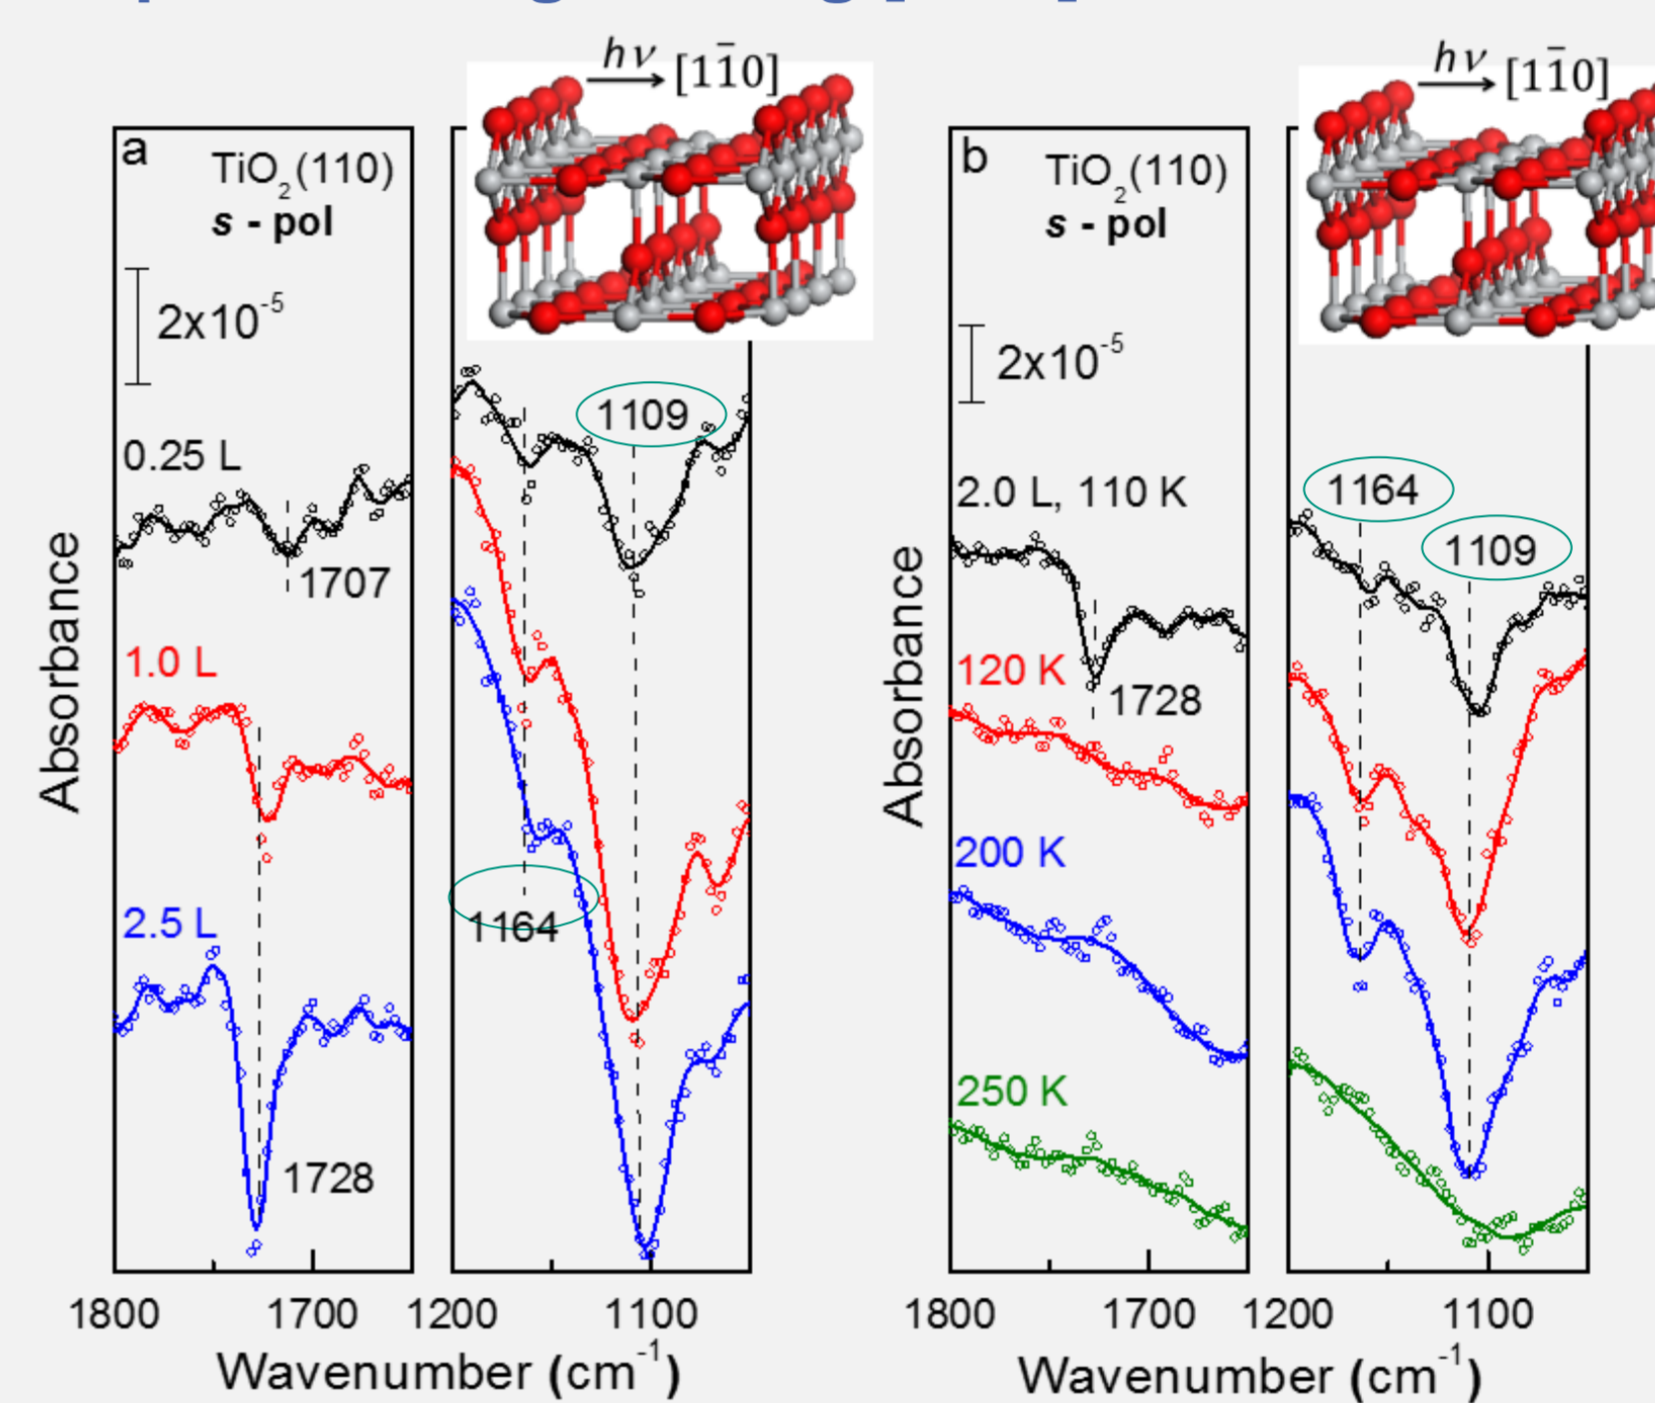 hν [11̄0]
a
TiO₂(110)
s - pol
2x10⁻⁵
0.25 L
1109
1707
1.0 L
2.5 L
1164
1728
Absorbance
1800 1700 1200 1100
Wavenumber (cm⁻¹)
hν [11̄0]
b
TiO₂(110)
s - pol
2x10⁻⁵
2.0 L, 110 K
1164
1109
120 K
1728
200 K
250 K
Absorbance
1800 1700 1200 1100
Wavenumber (cm⁻¹)